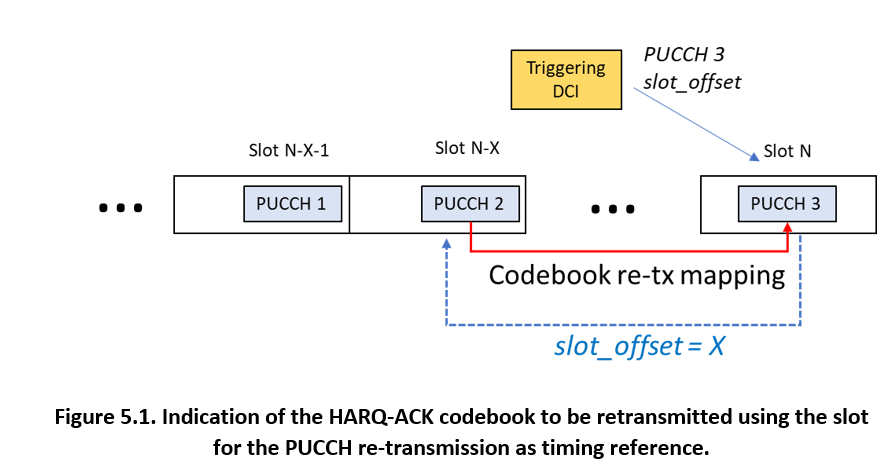 Triggering
DCI
PUCCH 3
slot_offset
Slot N-X-1
Slot N-X
Slot N
PUCCH 1
PUCCH 2
PUCCH 3
Codebook re-tx mapping
slot_offset = X
Figure 5.1. Indication of the HARQ-ACK codebook to be retransmitted using the slot
for the PUCCH re-transmission as timing reference.